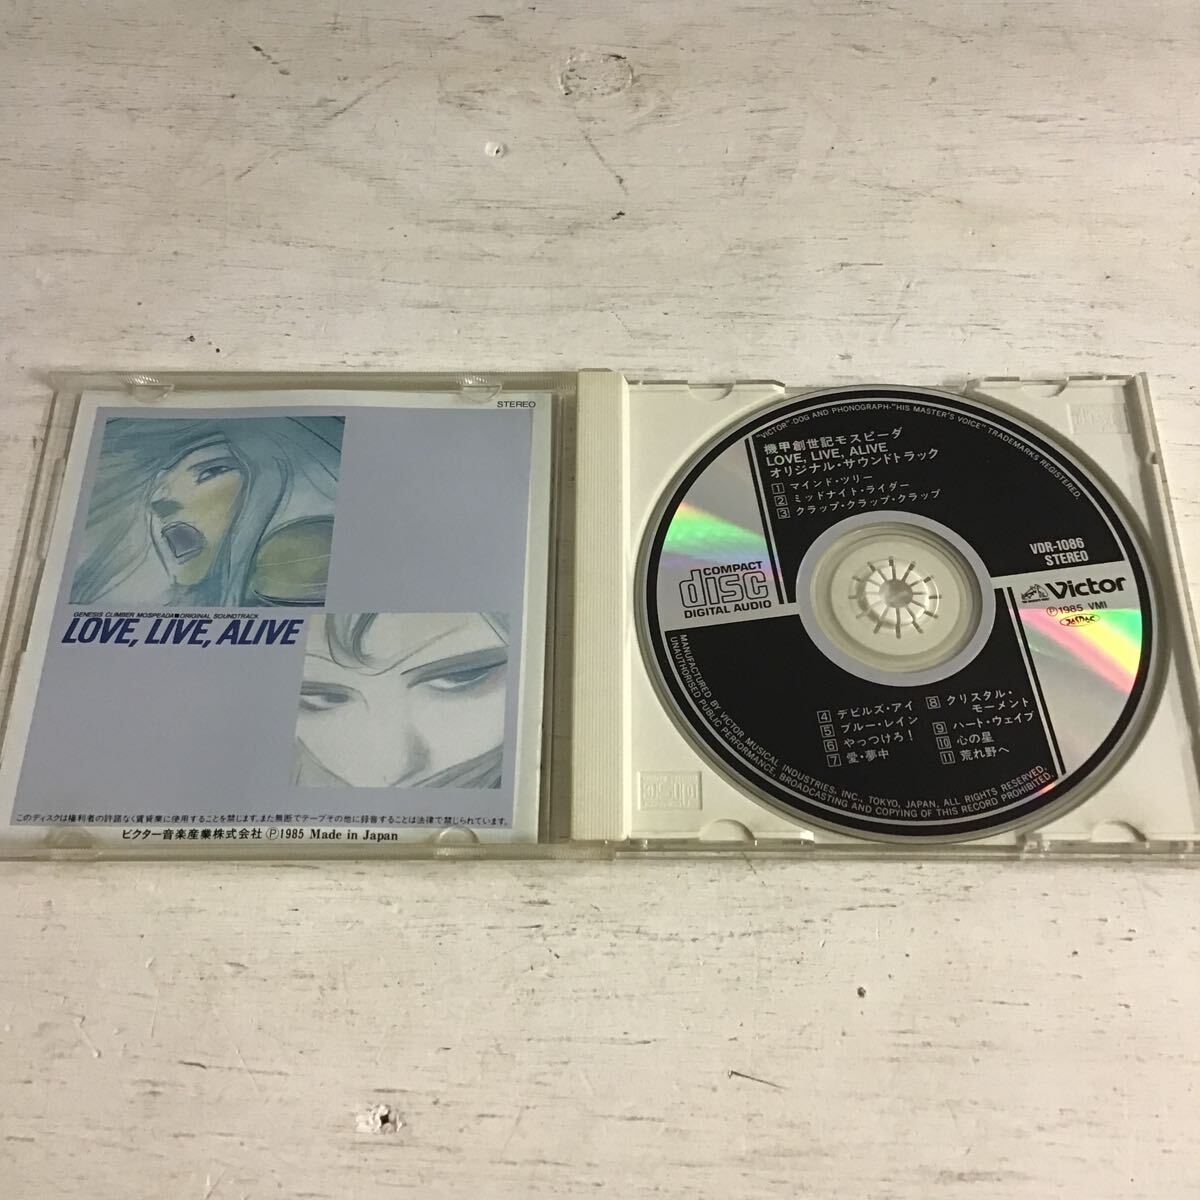 STEREO
GENESIS CLIMBER MOSPEADA■ORIGINAL SOUNDTRACK
LOVE, LIVE, ALIVE
このディスクは権利者の許諾なく賃貸業に使用することを禁じます。また無断でテープその他に録音することは法律で禁じられています。
ビクター音楽産業株式会社 Ⓟ1985 Made in Japan
"VICTOR"·DOG AND PHONOGRAPH·"HIS MASTER'S VOICE" TRADEMARKS REGISTERED.
機甲創世記モスピーダ
LOVE, LIVE, ALIVE
オリジナル・サウンドトラック
1 マインド・ツリー
2 ミッドナイト・ライダー
3 クラップ・クラップ・クラップ
VDR-1086
STEREO
COMPACT
disc
DIGITAL AUDIO
Victor
Ⓟ1985 VMI
JASRAC
4 デビルズ・アイ
5 ブルー・レイン
6 やっつけろ！
7 愛・夢中
8 クリスタル・
モーメント
9 ハート・ウェイブ
10 心の星
11 荒れ野へ
MANUFACTURED BY VICTOR MUSICAL INDUSTRIES, INC., TOKYO, JAPAN, ALL RIGHTS RESERVED.
UNAUTHORISED PUBLIC PERFORMANCE, BROADCASTING AND COPYING OF THIS RECORD PROHIBITED.